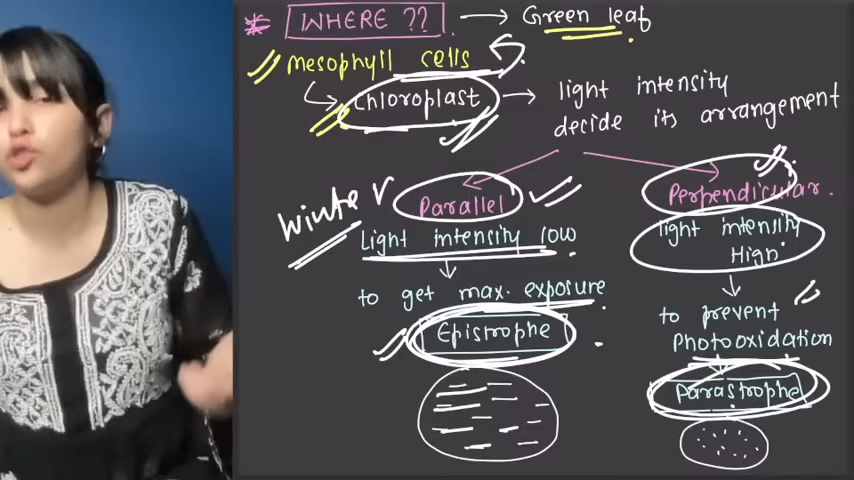 * WHERE ?? → Green leaf
Mesophyll cells
Chloroplast → light intensity
decide its arrangement
Winter
Parallel
Light intensity low
to get max. exposure
Epistrophe
Perpendicular
light intensity
High
to prevent
Photooxidation
Parastrophe